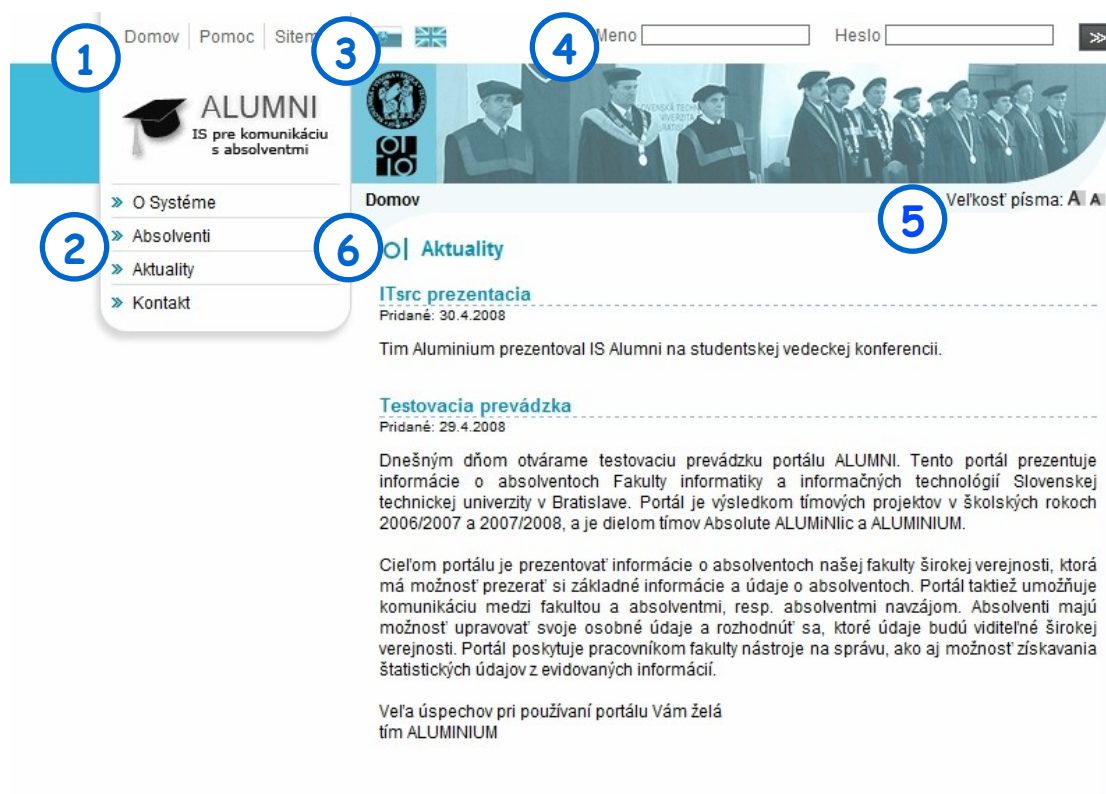 1
Domov | Pomoc |
3
4
Meno
Heslo
ALUMNI
IS pre komunikáciu
s absolventmi
SLOVENSKÁ TECHNICKÁ
UNIVERZITA
Domov
5
Veľkosť písma: A A
2
» O Systéme
» Absolventi
» Aktuality
» Kontakt
6
Aktuality
ITsrc prezentacia
Pridané: 30.4.2008
Tim Aluminium prezentoval IS Alumni na studentskej vedeckej konferencii.
Testovacia prevádzka
Pridané: 29.4.2008
Dnešným dňom otvárame testovaciu prevádzku portálu ALUMNI. Tento portál prezentuje
informácie o absolventoch Fakulty informatiky a informačných technológií Slovenskej
technickej univerzity v Bratislave. Portál je výsledkom tímových projektov v školských rokoch
2006/2007 a 2007/2008, a je dielom tímov Absolute ALUMiNIic a ALUMINIUM.
Cieľom portálu je prezentovať informácie o absolventoch našej fakulty širokej verejnosti, ktorá
má možnosť prezerať si základné informácie a údaje o absolventoch. Portál taktiež umožňuje
komunikáciu medzi fakultou a absolventmi, resp. absolventmi navzájom. Absolventi majú
možnosť upravovať svoje osobné údaje a rozhodnúť sa, ktoré údaje budú viditeľné širokej
verejnosti. Portál poskytuje pracovníkom fakulty nástroje na správu, ako aj možnosť získavania
štatistických údajov z evidovaných informácií.
Veľa úspechov pri používaní portálu Vám želá
tím ALUMINIUM